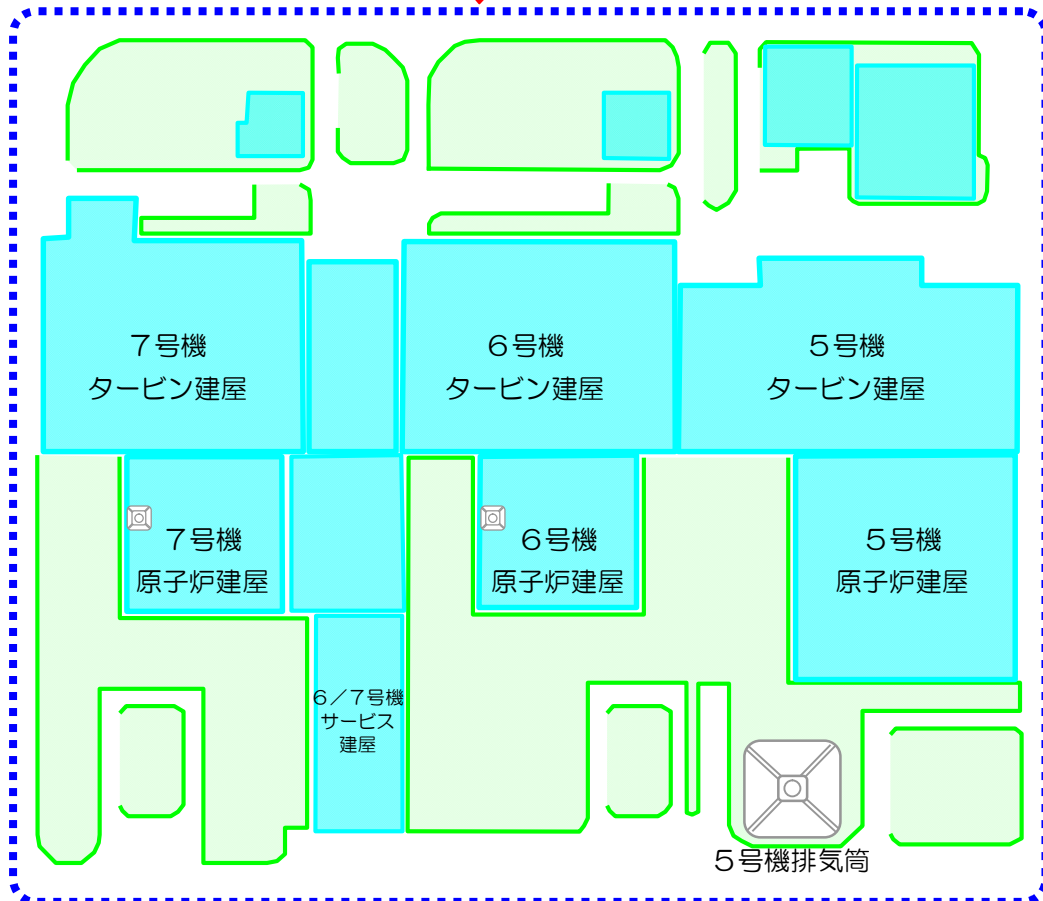 ７号機
タービン建屋
６号機
タービン建屋
５号機
タービン建屋
７号機
原子炉建屋
６号機
原子炉建屋
５号機
原子炉建屋
６／７号機
サービス
建屋
５号機排気筒